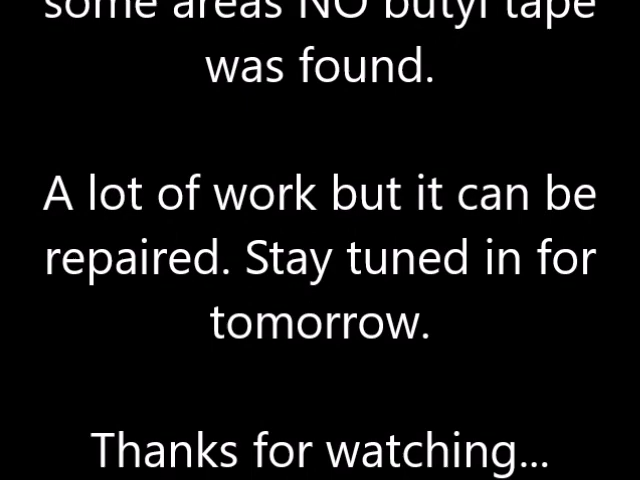 some areas NO butyl tape
was found.
A lot of work but it can be
repaired. Stay tuned in for
tomorrow.
Thanks for watching...